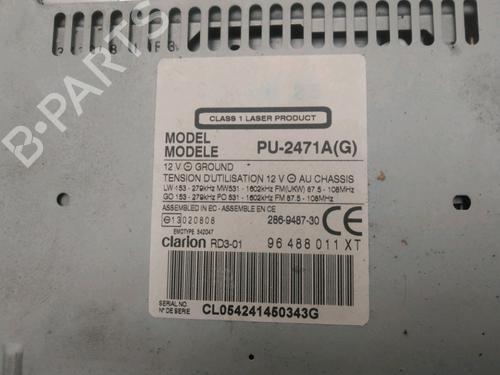 CLASS 1 LASER PRODUCT
MODEL
MODELE
PU-2471A(G)
12 V ⊖ GROUND
TENSION D'UTILISATION 12 V ⊖ AU CHASSIS
LW 153 - 279kHz MW531 - 1602kHz FM(UKW) 87.5 - 108MHz
GO 153 - 279kHz PO 531 - 1602kHz FM 87.5 - 108MHz
ASSEMBLED IN EC - ASSEMBLE EN CE
13020808
286-9487-30
CE
EMOTYPE 342047
clarion RD3-01
96 488 011 XT
SERIAL NO
N° DE SERIE
CL054241450343G
B-PARTS